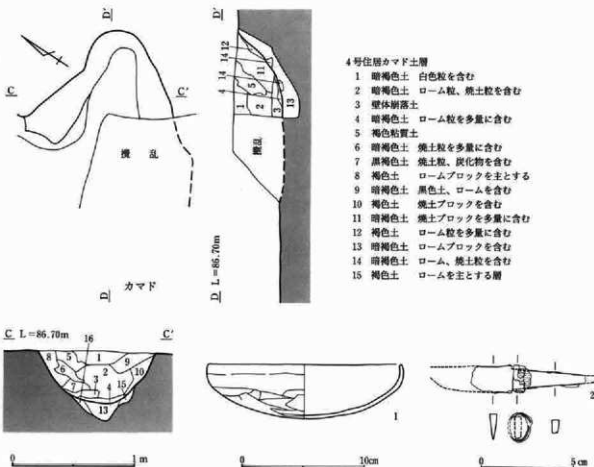 D'
C
C'
攪乱
カマド
D
D'
12
14
11
14
5
4
1
2
3
13
攪乱
D L=86.70m
4号住居カマド土層
1 暗褐色土 白色粒を含む
2 暗褐色土 ローム粒、焼土粒を含む
3 壁体崩落土
4 暗褐色土 ローム粒を多量に含む
5 褐色粘質土
6 暗褐色土 焼土粒を多量に含む
7 黒褐色土 焼土粒、炭化物を含む
8 褐色土 ロームブロックを主とする
9 暗褐色土 黒色土、ロームを含む
10 褐色土 焼土ブロックを含む
11 暗褐色土 焼土ブロックを多量に含む
12 褐色土 ローム粒を多量に含む
13 暗褐色土 ロームブロックを含む
14 暗褐色土 ローム、焼土粒を含む
15 褐色土 ロームを主とする層
C L=86.70m
C'
16
8 5 1 9
6 2 10
7 3 4 15
13
1
2
0 1m
0 10cm
0 5cm